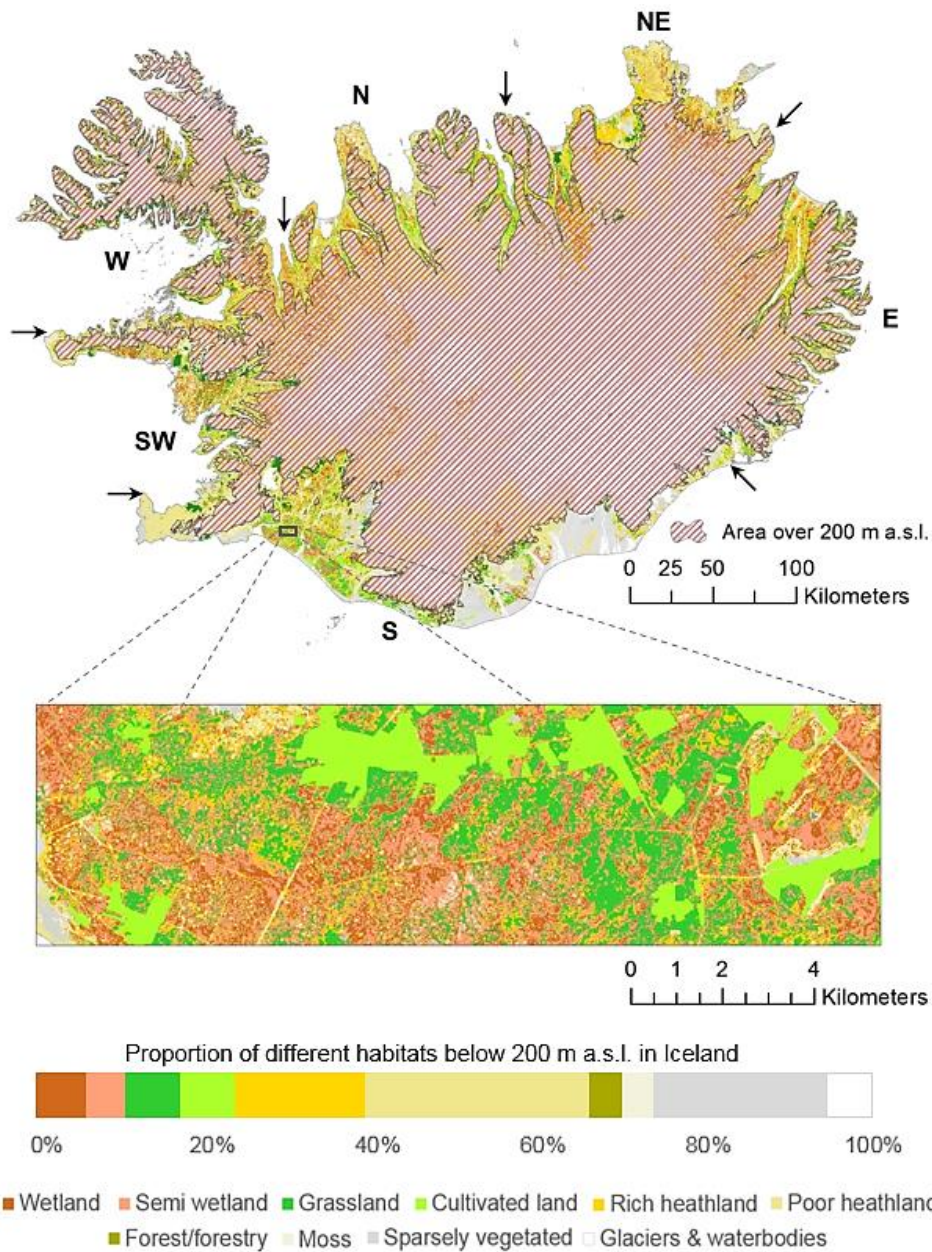 NE
N
W
E
SW
Area over 200 m a.s.l.
0 25 50 100
Kilometers
S
0 1 2 4
Kilometers
Proportion of different habitats below 200 m a.s.l. in Iceland
0% 20% 40% 60% 80% 100%
Wetland Semi wetland Grassland Cultivated land Rich heathland Poor heathland
Forest/forestry Moss Sparsely vegetated Glaciers & waterbodies